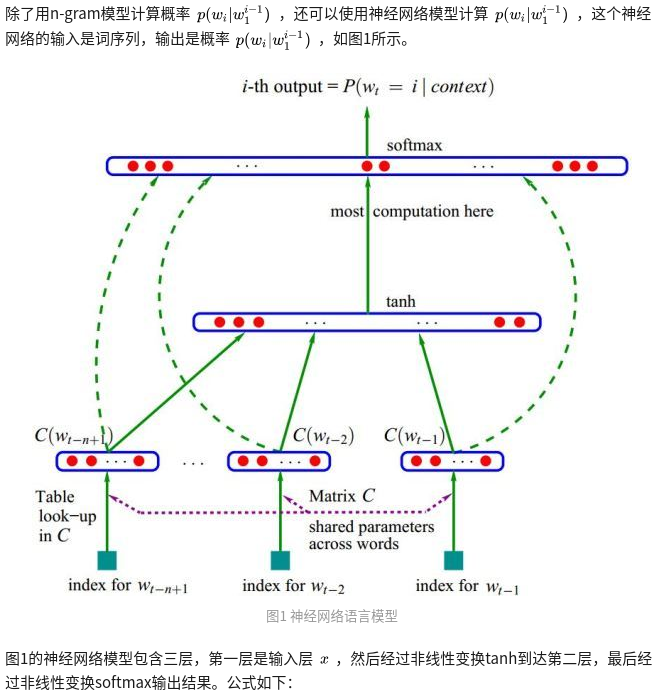 除了用n-gram模型计算概率 p(w_i|w_1^{i-1}) ，还可以使用神经网络模型计算 p(w_i|w_1^{i-1}) ，这个神经
网络的输入是词序列，输出是概率 p(w_i|w_1^{i-1}) ，如图1所示。
i-th output = P(w_t = i | context)
softmax
. . .
. . .
most computation here
tanh
. . .
. . .
C(w_{t-n+1})
C(w_{t-2})
C(w_{t-1})
. . .
. . .
. . .
. . .
Table
look-up
in C
Matrix C
shared parameters
across words
index for w_{t-n+1}
index for w_{t-2}
index for w_{t-1}
图1 神经网络语言模型
图1的神经网络模型包含三层，第一层是输入层 x ，然后经过非线性变换tanh到达第二层，最后经
过非线性变换softmax输出结果。公式如下：